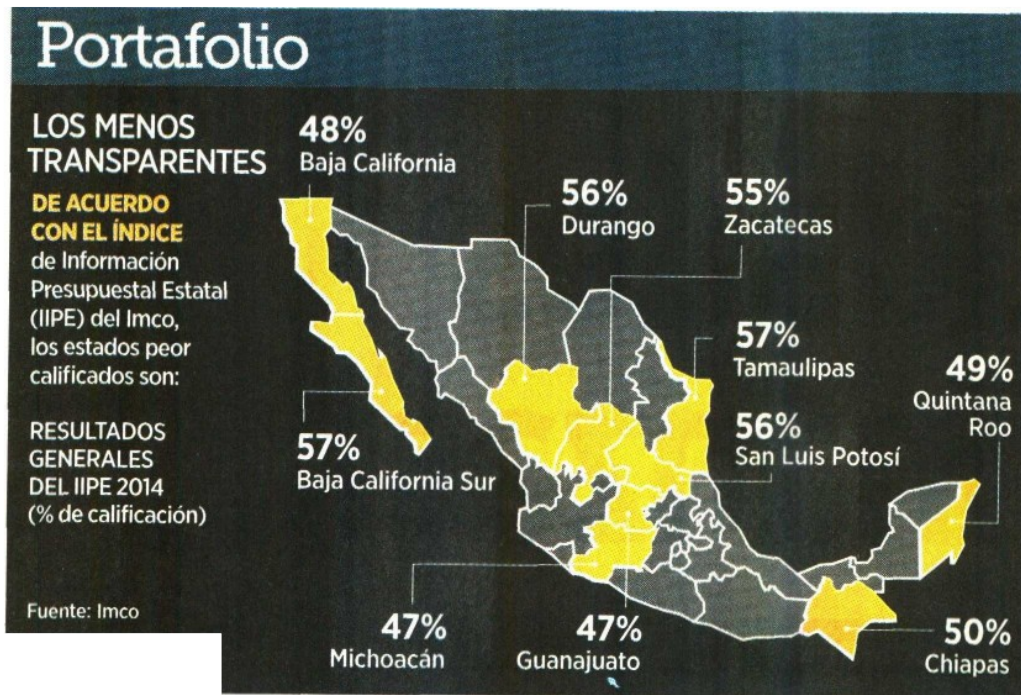 Portafolio
LOS MENOS
TRANSPARENTES
DE ACUERDO
CON EL ÍNDICE
de Información
Presupuestal Estatal
(IIPE) del Imco,
los estados peor
calificados son:
RESULTADOS
GENERALES
DEL IIPE 2014
(% de calificación)
Fuente: Imco
48%
Baja California
56%
Durango
55%
Zacatecas
57%
Tamaulipas
49%
Quintana
Roo
56%
San Luis Potosí
57%
Baja California Sur
47%
Michoacán
47%
Guanajuato
50%
Chiapas